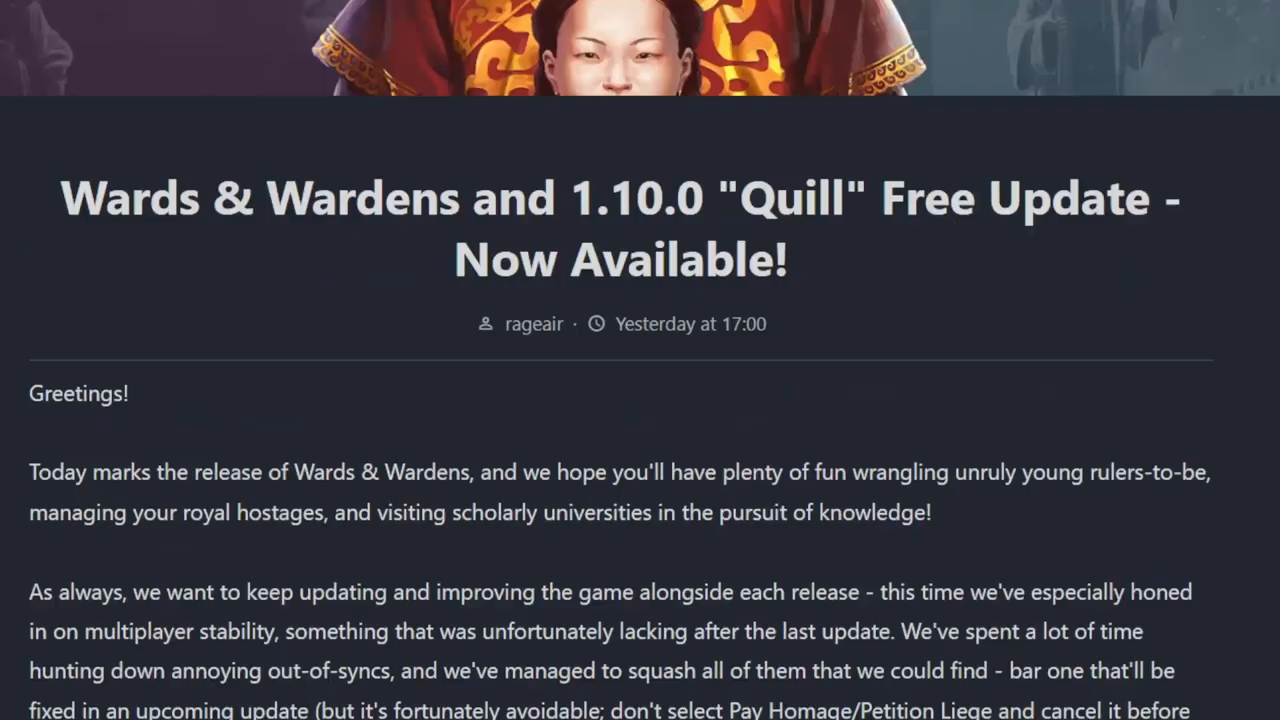 Wards & Wardens and 1.10.0 "Quill" Free Update -
Now Available!
rageair · Yesterday at 17:00
Greetings!
Today marks the release of Wards & Wardens, and we hope you'll have plenty of fun wrangling unruly young rulers-to-be,
managing your royal hostages, and visiting scholarly universities in the pursuit of knowledge!
As always, we want to keep updating and improving the game alongside each release - this time we've especially honed
in on multiplayer stability, something that was unfortunately lacking after the last update. We've spent a lot of time
hunting down annoying out-of-syncs, and we've managed to squash all of them that we could find - bar one that'll be
fixed in an upcoming update (but it's fortunately avoidable; don't select Pay Homage/Petition Liege and cancel it before